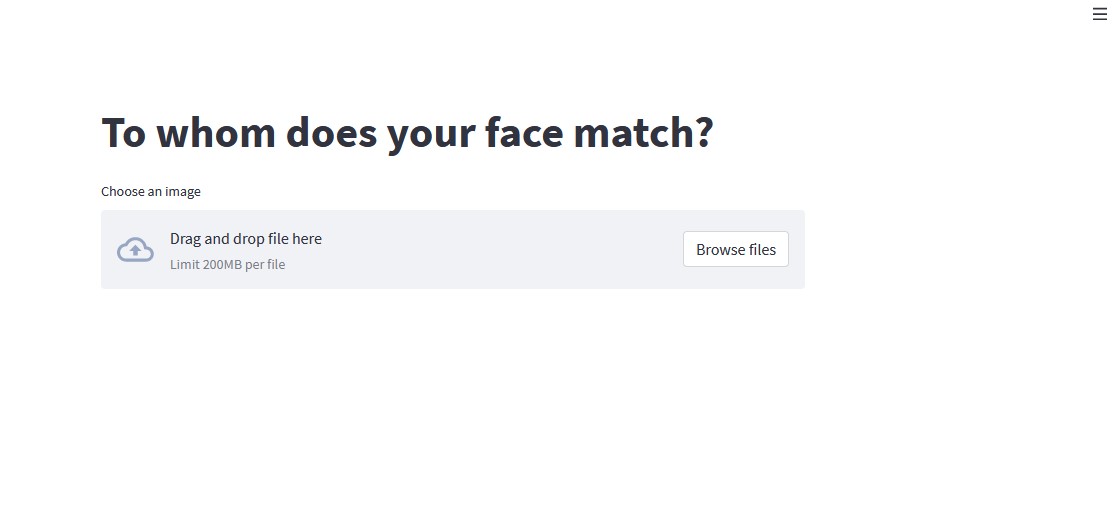 To whom does your face match?
Choose an image
Drag and drop file here
Limit 200MB per file
Browse files